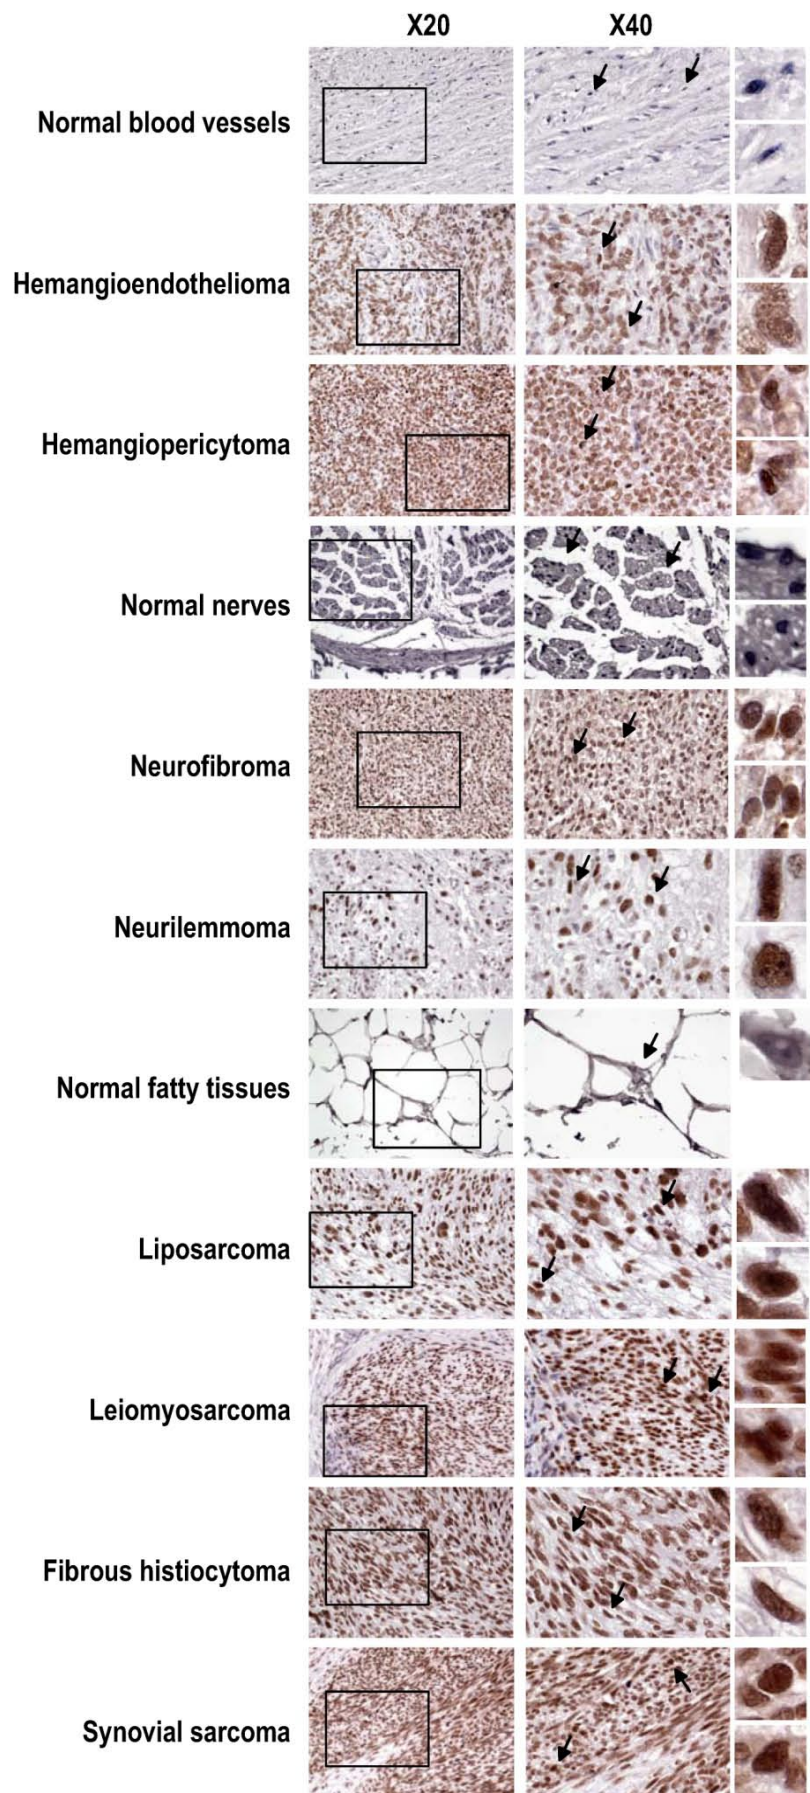 X20 X40
Normal blood vessels
Hemangioendothelioma
Hemangiopericytoma
Normal nerves
Neurofibroma
Neurilemmoma
Normal fatty tissues
Liposarcoma
Leiomyosarcoma
Fibrous histiocytoma
Synovial sarcoma